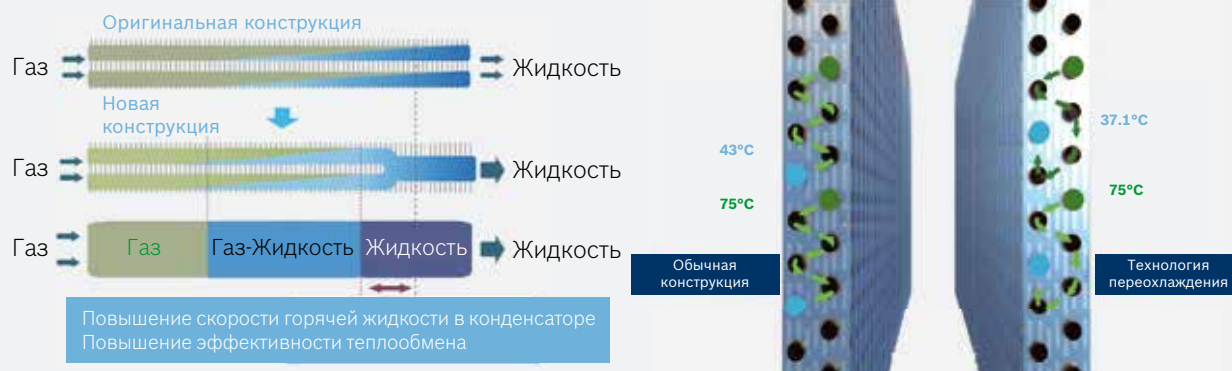 Оригинальная конструкция
Газ
Жидкость
Новая
конструкция
Газ
Жидкость
Газ
Газ
Газ-Жидкость
Жидкость
Жидкость
Повышение скорости горячей жидкости в конденсаторе
Повышение эффективности теплообмена
43°C
75°C
Обычная
конструкция
37.1°C
75°C
Технология
переохлаждения